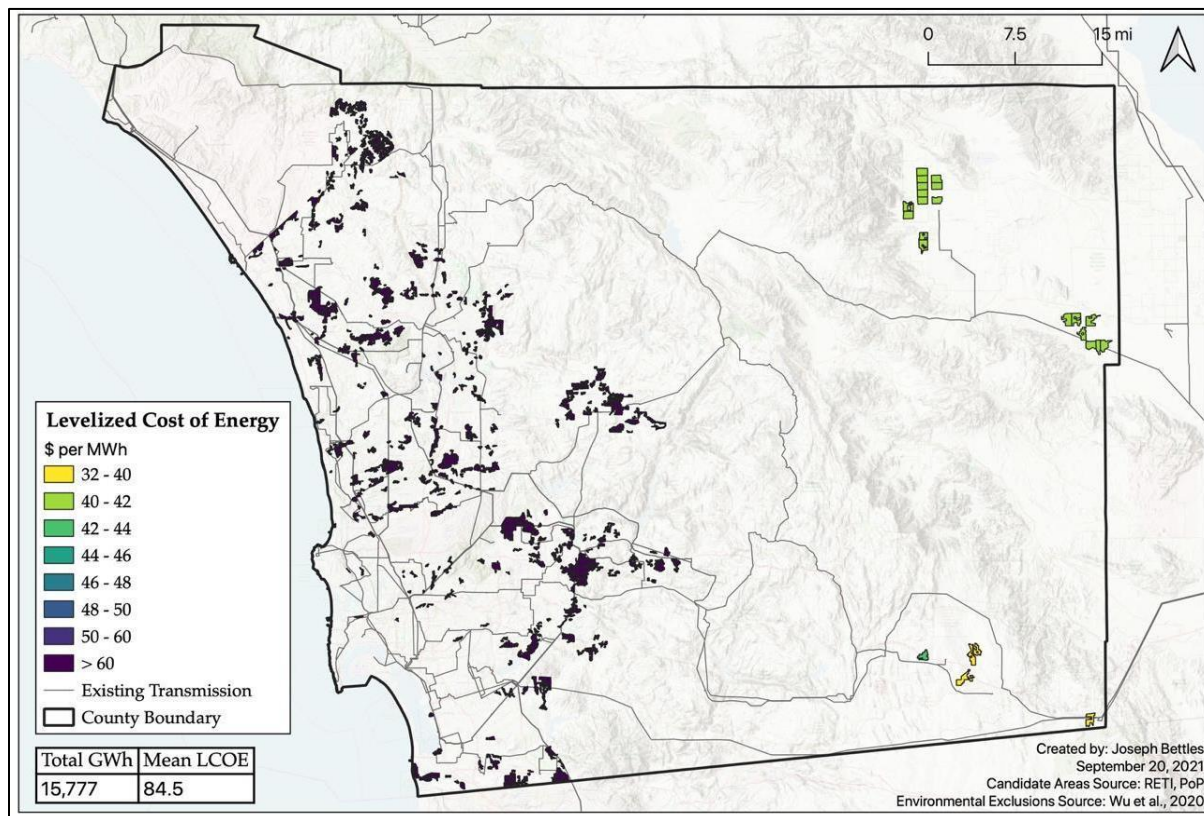 0 7.5 15 mi
Levelized Cost of Energy
$ per MWh
32 - 40
40 - 42
42 - 44
44 - 46
46 - 48
48 - 50
50 - 60
> 60
Existing Transmission
County Boundary
Total GWh Mean LCOE
15,777 84.5
Created by: Joseph Bettles
September 20, 2021
Candidate Areas Source: RETI, PoP
Environmental Exclusions Source: Wu et al., 2020